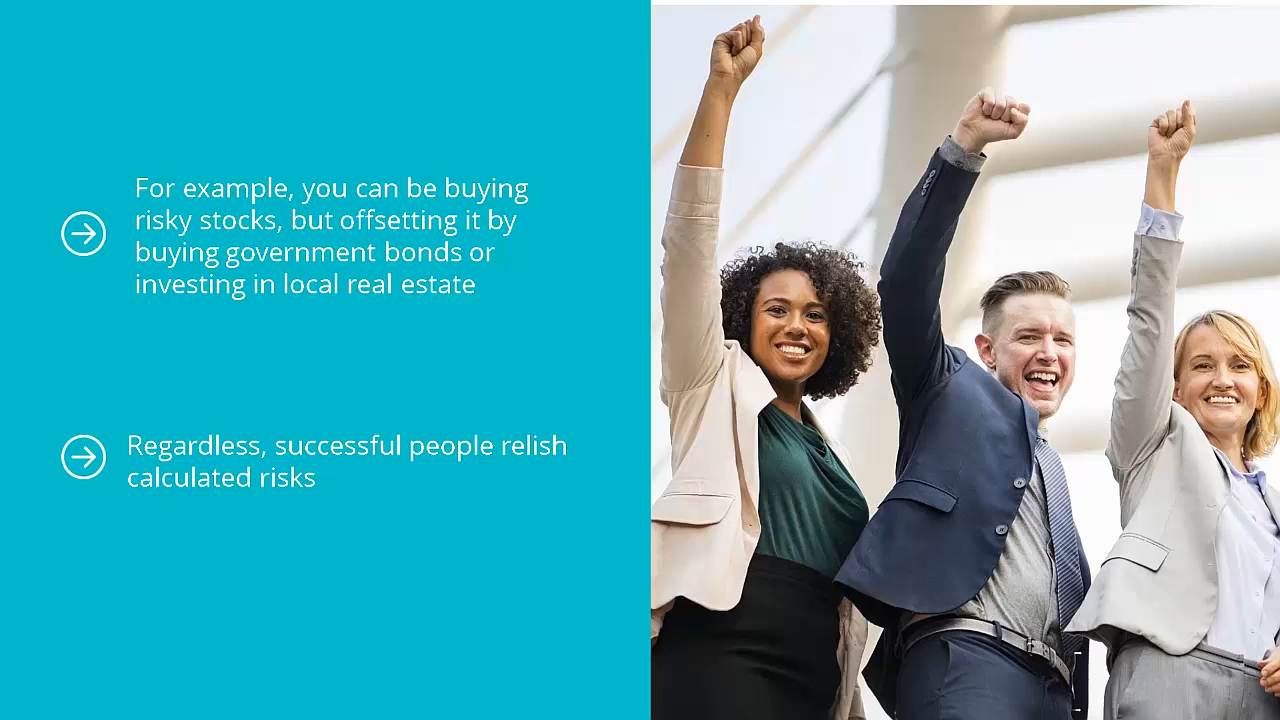 For example, you can be buying
risky stocks, but offsetting it by
buying government bonds or
investing in local real estate
Regardless, successful people relish
calculated risks